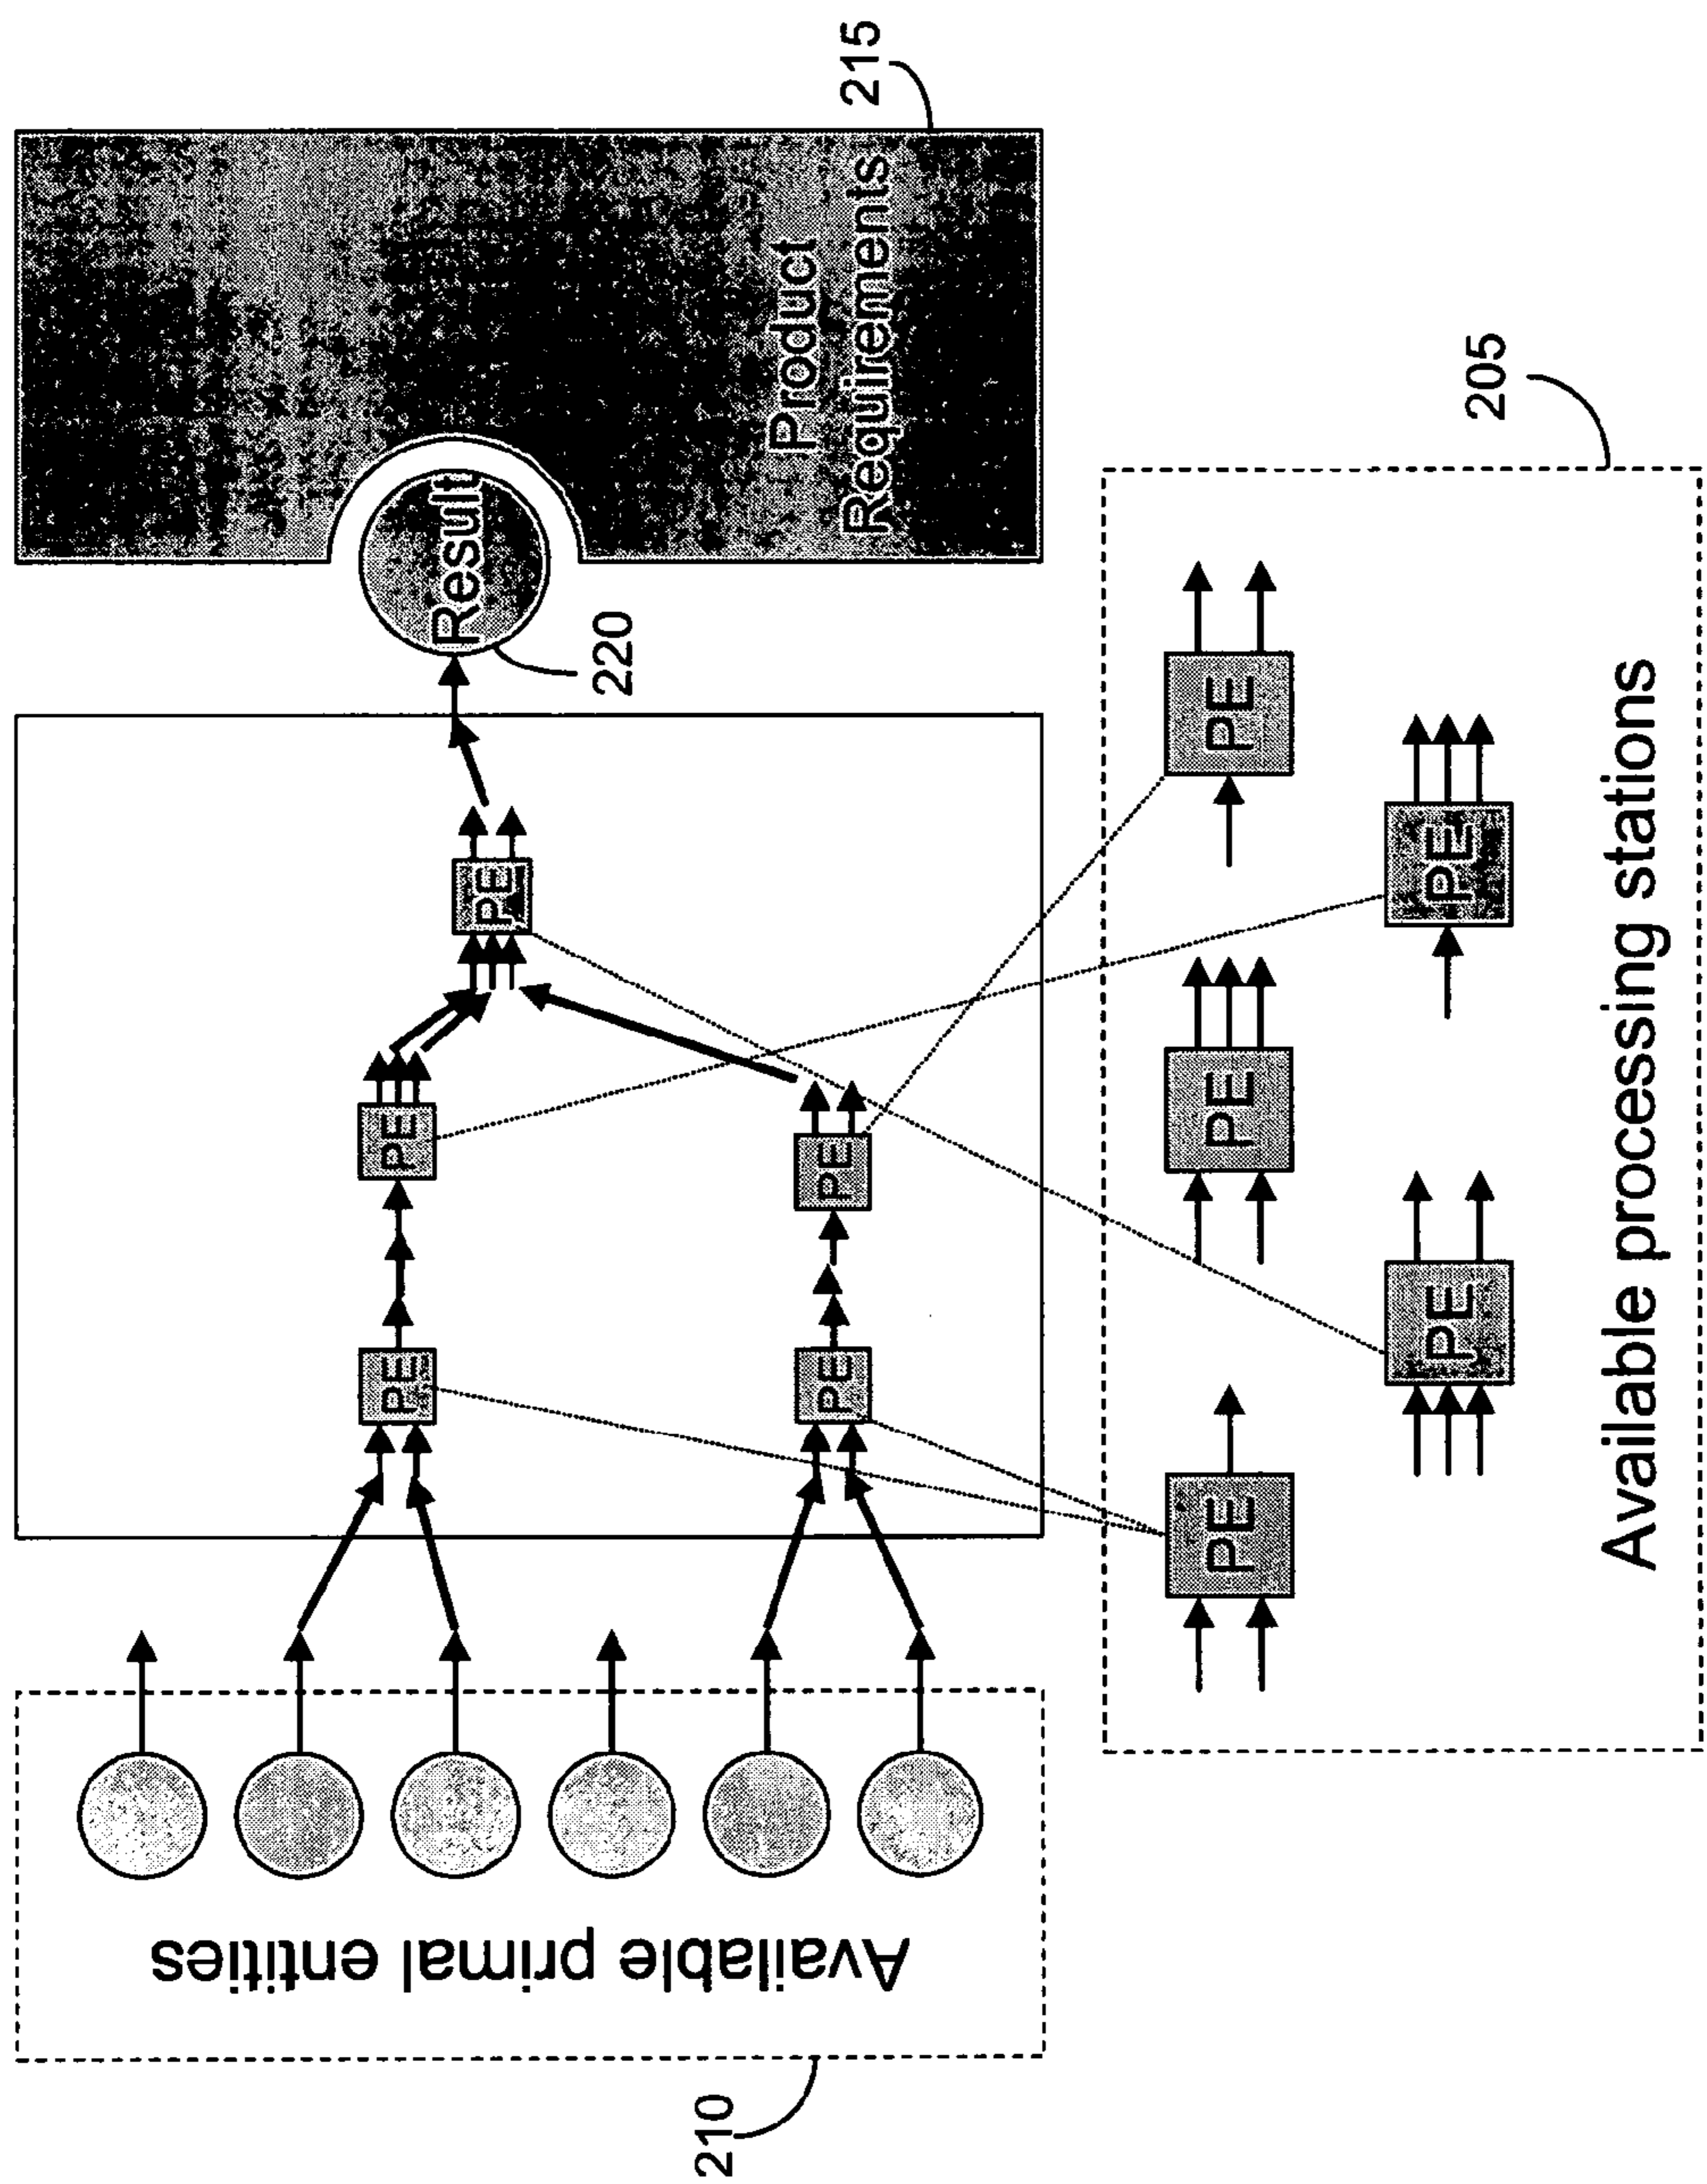 210
Available primal entities
PE
PE
PE
PE
PE
Result
220
Product
Requirements
215
PE
PE
PE
PE
PE
Available processing stations
205